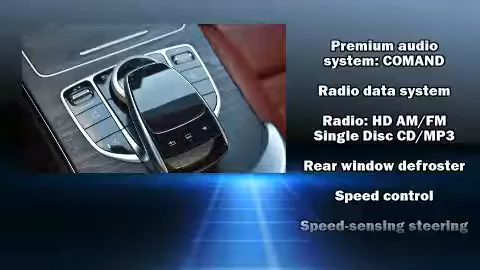 Premium audio
system: COMAND
Radio data system
Radio: HD AM/FM
Single Disc CD/MP3
Rear window defroster
Speed control
Speed-sensing steering